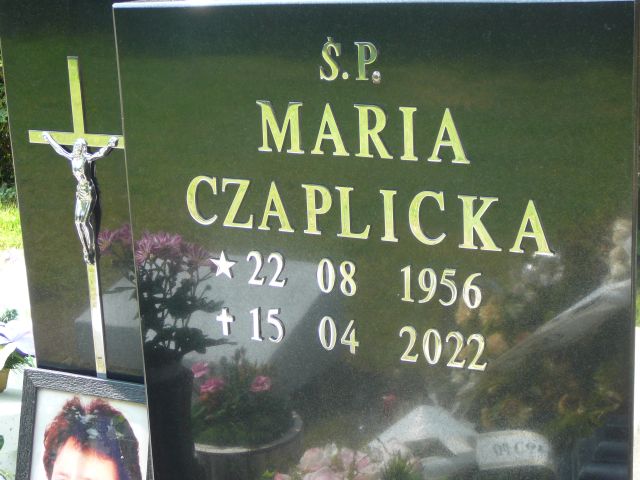 Ś.P.
MARIA
CZAPLICKA
★ 22 08 1956
✝ 15 04 2022